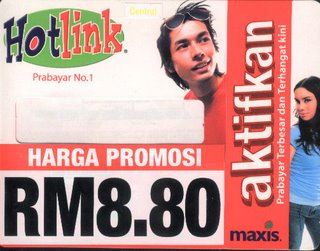 Central
Hotlink
Prabayar No.1
HARGA PROMOSI
RM8.80
aktifkan
Prabayar Terbesar dan Terhangat kini
maxis